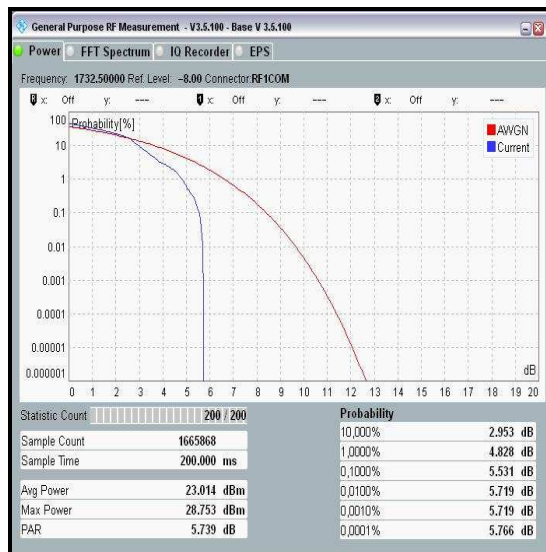 General Purpose RF Measurement - V3.5.100 - Base V 3.5.100
Power FFT Spectrum IQ Recorder EPS
Frequency: 1732.50000 Ref. Level: -8.00 Connector:RF1COM
x: Off y: --- x: Off y: --- x: Off y: ---
Probability[%]
AWGN
Current
100
10
1
0.1
0.01
0.001
0.0001
0.00001
0.000001
dB
0 1 2 3 4 5 6 7 8 9 10 11 12 13 14 15 16 17 18 19 20
Statistic Count 200 / 200
Sample Count 1665868
Sample Time 200.000 ms
Avg Power 23.014 dBm
Max Power 28.753 dBm
PAR 5.739 dB
Probability
10,000% 2.953 dB
1,0000% 4.828 dB
0,1000% 5.531 dB
0,0100% 5.719 dB
0,0010% 5.719 dB
0,0001% 5.766 dB